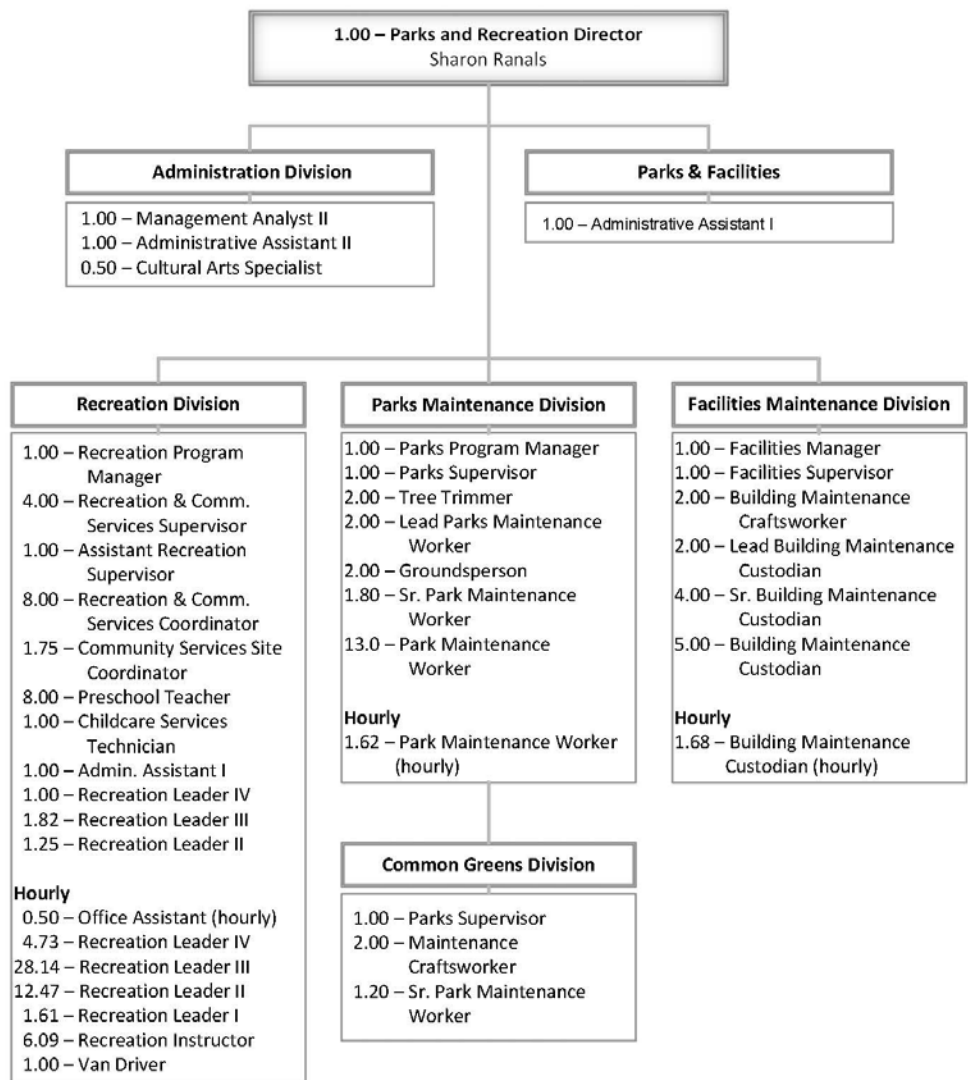 1.00 – Parks and Recreation Director
Sharon Ranals
Administration Division
1.00 – Management Analyst II
1.00 – Administrative Assistant II
0.50 – Cultural Arts Specialist
Parks & Facilities
1.00 – Administrative Assistant I
Recreation Division
1.00 – Recreation Program
Manager
4.00 – Recreation & Comm.
Services Supervisor
1.00 – Assistant Recreation
Supervisor
8.00 – Recreation & Comm.
Services Coordinator
1.75 – Community Services Site
Coordinator
8.00 – Preschool Teacher
1.00 – Childcare Services
Technician
1.00 – Admin. Assistant I
1.00 – Recreation Leader IV
1.82 – Recreation Leader III
1.25 – Recreation Leader II
Hourly
0.50 – Office Assistant (hourly)
4.73 – Recreation Leader IV
28.14 – Recreation Leader III
12.47 – Recreation Leader II
1.61 – Recreation Leader I
6.09 – Recreation Instructor
1.00 – Van Driver
Parks Maintenance Division
1.00 – Parks Program Manager
1.00 – Parks Supervisor
2.00 – Tree Trimmer
2.00 – Lead Parks Maintenance
Worker
2.00 – Groundsperson
1.80 – Sr. Park Maintenance
Worker
13.0 – Park Maintenance
Worker
Hourly
1.62 – Park Maintenance Worker
(hourly)
Common Greens Division
1.00 – Parks Supervisor
2.00 – Maintenance
Craftsworker
1.20 – Sr. Park Maintenance
Worker
Facilities Maintenance Division
1.00 – Facilities Manager
1.00 – Facilities Supervisor
2.00 – Building Maintenance
Craftsworker
2.00 – Lead Building Maintenance
Custodian
4.00 – Sr. Building Maintenance
Custodian
5.00 – Building Maintenance
Custodian
Hourly
1.68 – Building Maintenance
Custodian (hourly)